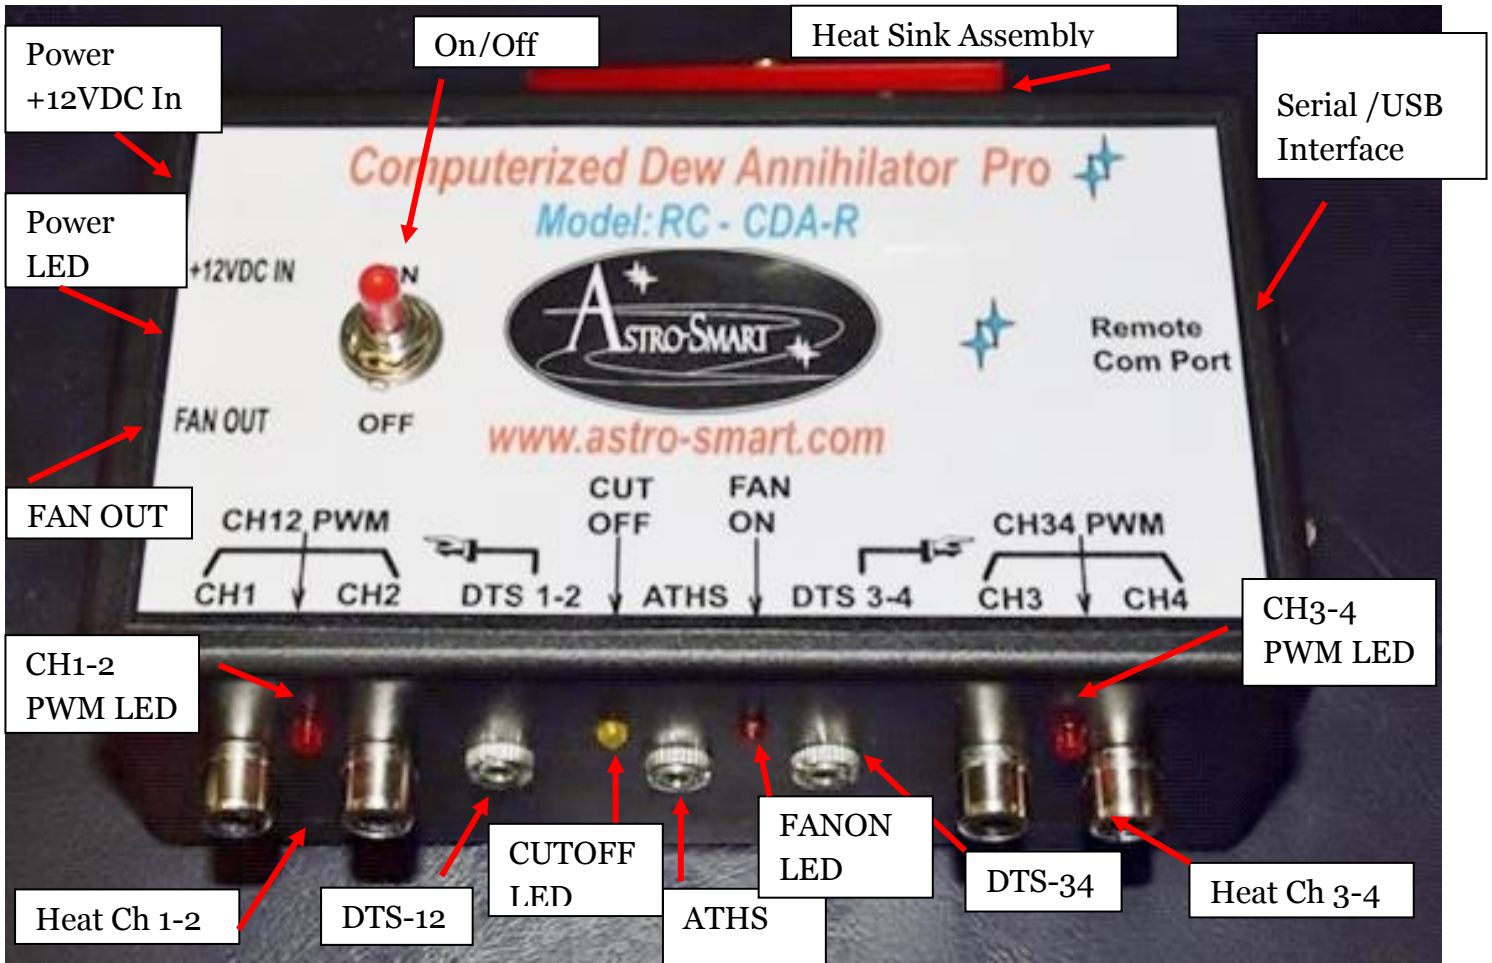 Power
+12VDC In
On/Off
Heat Sink Assembly
Serial /USB
Interface
Power
LED
FAN OUT
Computerized Dew Annihilator Pro
Model: RC - CDA-R
+12VDC IN
ON
OFF
ASTRO-SMART
www.astro-smart.com
Remote
Com Port
FAN OUT
CUT
OFF
FAN
ON
CH12 PWM
CH1
CH2
DTS 1-2
ATHS
DTS 3-4
CH34 PWM
CH3
CH4
CH1-2
PWM LED
CH3-4
PWM LED
Heat Ch 1-2
DTS-12
CUTOFF
LED
ATHS
FANON
LED
DTS-34
Heat Ch 3-4